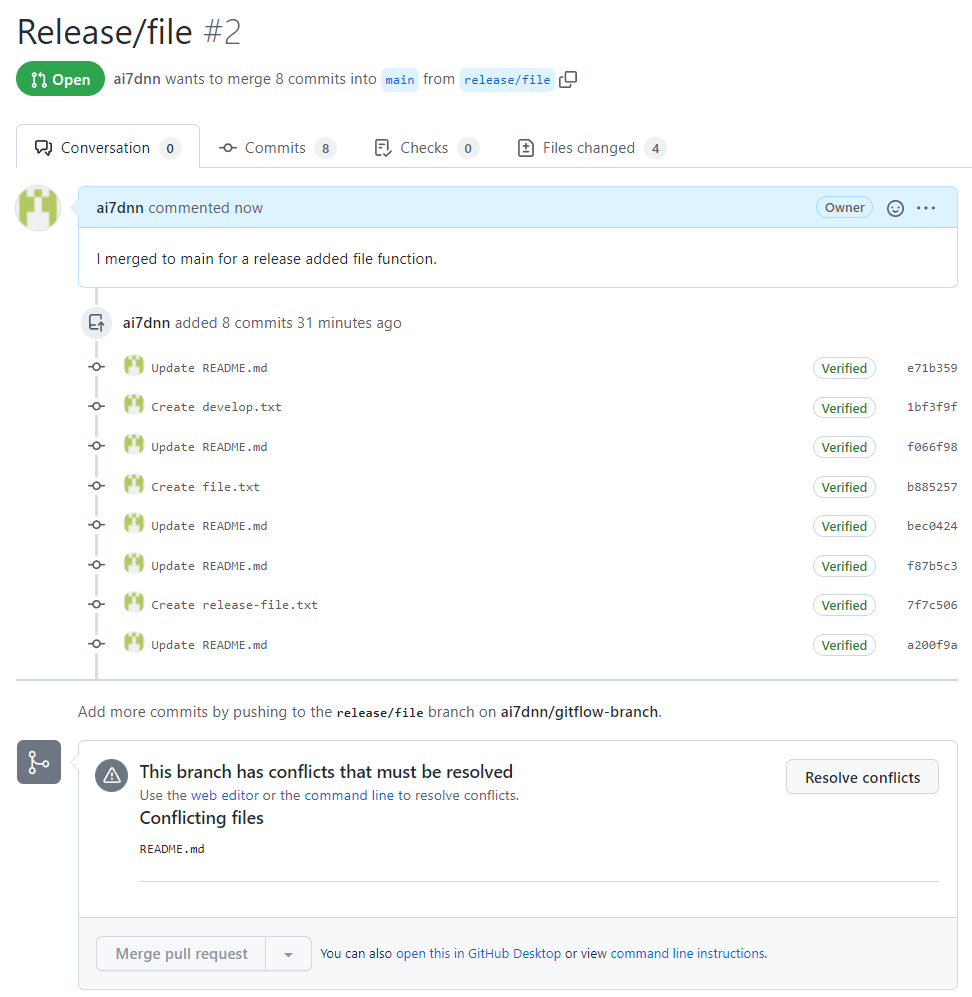 Release/file #2
Open ai7dnn wants to merge 8 commits into main from release/file
Conversation 0 Commits 8 Checks 0 Files changed 4
ai7dnn commented now Owner
I merged to main for a release added file function.
ai7dnn added 8 commits 31 minutes ago
Update README.md Verified e71b359
Create develop.txt Verified 1bf3f9f
Update README.md Verified f066f98
Create file.txt Verified b885257
Update README.md Verified bec0424
Update README.md Verified f87b5c3
Create release-file.txt Verified 7f7c506
Update README.md Verified a200f9a
Add more commits by pushing to the release/file branch on ai7dnn/gitflow-branch.
This branch has conflicts that must be resolved
Resolve conflicts
Use the web editor or the command line to resolve conflicts.
Conflicting files
README.md
Merge pull request You can also open this in GitHub Desktop or view command line instructions.